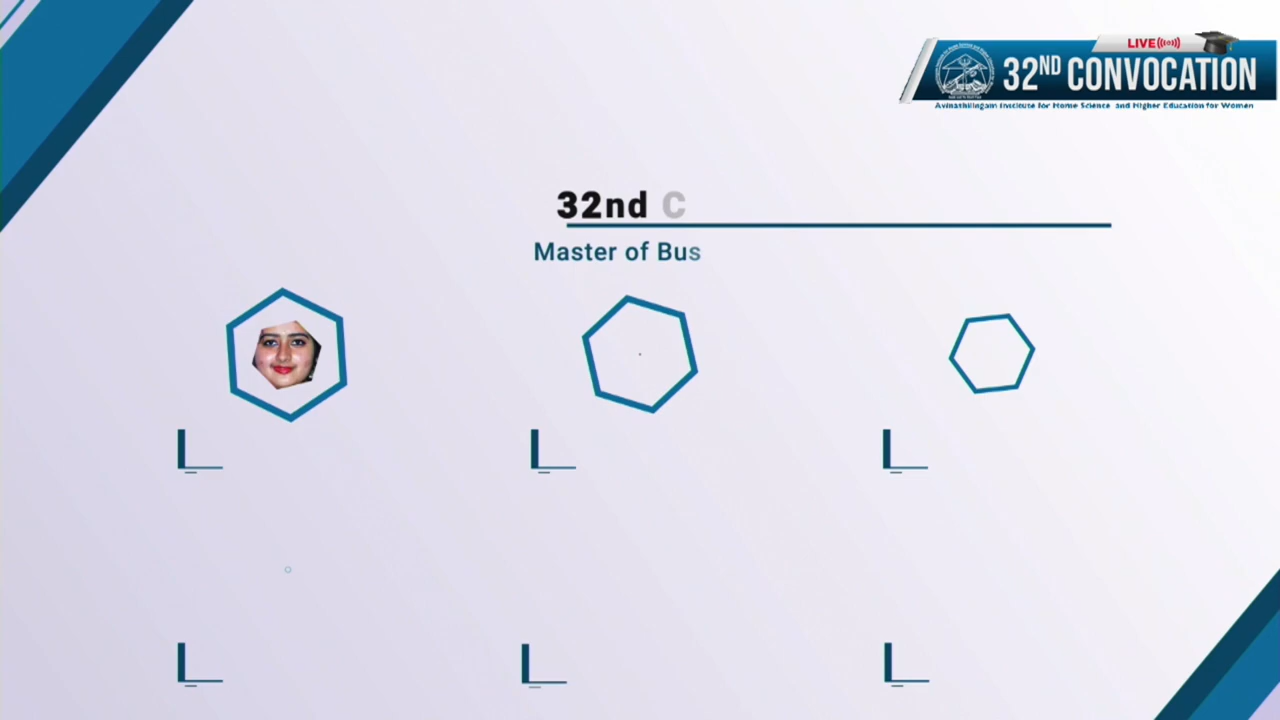 LIVE
32ND CONVOCATION
Avinashilingam Institute for Home Science and Higher Education for Women
32nd C
Master of Bus